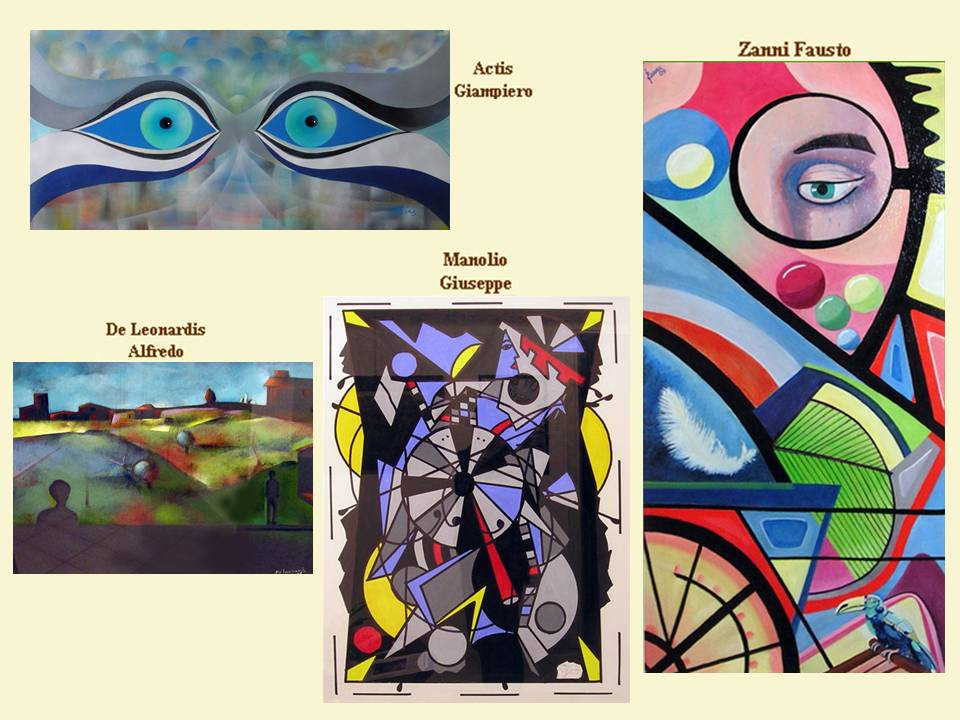 Actis
Giampiero
Zanni Fausto
Manolio
Giuseppe
De Leonardis
Alfredo